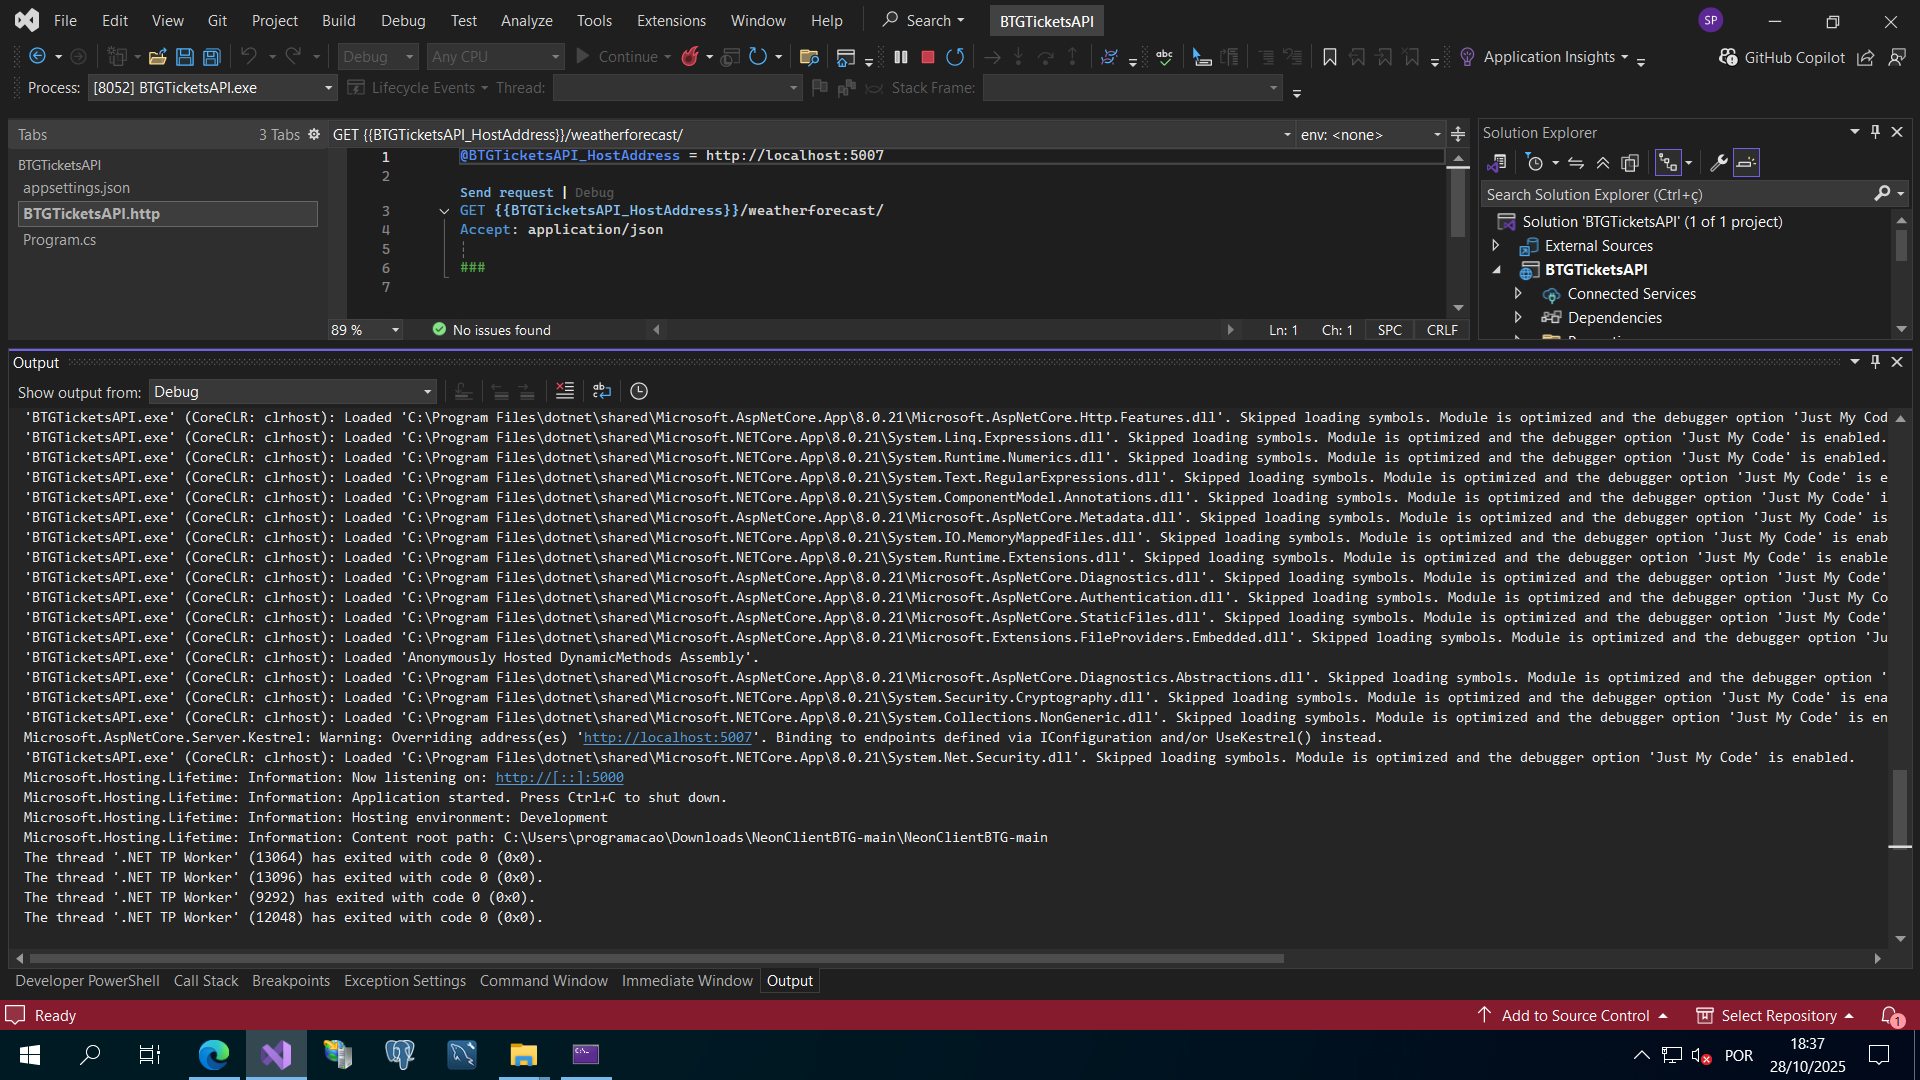 File Edit View Git Project Build Debug Test Analyze Tools Extensions Window Help Search BTGTicketsAPI SP
Debug Any CPU Continue abc Application Insights GitHub Copilot
Process: [8052] BTGTicketsAPI.exe Lifecycle Events Thread: Stack Frame:
Tabs 3 Tabs
BTGTicketsAPI
appsettings.json
BTGTicketsAPI.http
Program.cs
GET {{BTGTicketsAPI_HostAddress}}/weatherforecast/ env: <none>
1 @BTGTicketsAPI_HostAddress = http://localhost:5007
2
Send request | Debug
3 GET {{BTGTicketsAPI_HostAddress}}/weatherforecast/
4 Accept: application/json
5
6 ###
7
89 % No issues found Ln: 1 Ch: 1 SPC CRLF
Solution Explorer
Search Solution Explorer (Ctrl+ç)
Solution 'BTGTicketsAPI' (1 of 1 project)
External Sources
BTGTicketsAPI
Connected Services
Dependencies
Output
Show output from: Debug
'BTGTicketsAPI.exe' (CoreCLR: clrhost): Loaded 'C:\Program Files\dotnet\shared\Microsoft.AspNetCore.App\8.0.21\Microsoft.AspNetCore.Http.Features.dll'. Skipped loading symbols. Module is optimized and the debugger option 'Just My Cod
'BTGTicketsAPI.exe' (CoreCLR: clrhost): Loaded 'C:\Program Files\dotnet\shared\Microsoft.NETCore.App\8.0.21\System.Linq.Expressions.dll'. Skipped loading symbols. Module is optimized and the debugger option 'Just My Code' is enabled.
'BTGTicketsAPI.exe' (CoreCLR: clrhost): Loaded 'C:\Program Files\dotnet\shared\Microsoft.NETCore.App\8.0.21\System.Runtime.Numerics.dll'. Skipped loading symbols. Module is optimized and the debugger option 'Just My Code' is enabled.
'BTGTicketsAPI.exe' (CoreCLR: clrhost): Loaded 'C:\Program Files\dotnet\shared\Microsoft.NETCore.App\8.0.21\System.Text.RegularExpressions.dll'. Skipped loading symbols. Module is optimized and the debugger option 'Just My Code' is e
'BTGTicketsAPI.exe' (CoreCLR: clrhost): Loaded 'C:\Program Files\dotnet\shared\Microsoft.NETCore.App\8.0.21\System.ComponentModel.Annotations.dll'. Skipped loading symbols. Module is optimized and the debugger option 'Just My Code' i
'BTGTicketsAPI.exe' (CoreCLR: clrhost): Loaded 'C:\Program Files\dotnet\shared\Microsoft.AspNetCore.App\8.0.21\Microsoft.AspNetCore.Metadata.dll'. Skipped loading symbols. Module is optimized and the debugger option 'Just My Code' is
'BTGTicketsAPI.exe' (CoreCLR: clrhost): Loaded 'C:\Program Files\dotnet\shared\Microsoft.NETCore.App\8.0.21\System.IO.MemoryMappedFiles.dll'. Skipped loading symbols. Module is optimized and the debugger option 'Just My Code' is enab
'BTGTicketsAPI.exe' (CoreCLR: clrhost): Loaded 'C:\Program Files\dotnet\shared\Microsoft.NETCore.App\8.0.21\System.Runtime.Extensions.dll'. Skipped loading symbols. Module is optimized and the debugger option 'Just My Code' is enable
'BTGTicketsAPI.exe' (CoreCLR: clrhost): Loaded 'C:\Program Files\dotnet\shared\Microsoft.AspNetCore.App\8.0.21\Microsoft.AspNetCore.Diagnostics.dll'. Skipped loading symbols. Module is optimized and the debugger option 'Just My Code'
'BTGTicketsAPI.exe' (CoreCLR: clrhost): Loaded 'C:\Program Files\dotnet\shared\Microsoft.AspNetCore.App\8.0.21\Microsoft.AspNetCore.Authentication.dll'. Skipped loading symbols. Module is optimized and the debugger option 'Just My Co
'BTGTicketsAPI.exe' (CoreCLR: clrhost): Loaded 'C:\Program Files\dotnet\shared\Microsoft.AspNetCore.App\8.0.21\Microsoft.AspNetCore.StaticFiles.dll'. Skipped loading symbols. Module is optimized and the debugger option 'Just My Code'
'BTGTicketsAPI.exe' (CoreCLR: clrhost): Loaded 'C:\Program Files\dotnet\shared\Microsoft.AspNetCore.App\8.0.21\Microsoft.Extensions.FileProviders.Embedded.dll'. Skipped loading symbols. Module is optimized and the debugger option 'Ju
'BTGTicketsAPI.exe' (CoreCLR: clrhost): Loaded 'Anonymously Hosted DynamicMethods Assembly'.
'BTGTicketsAPI.exe' (CoreCLR: clrhost): Loaded 'C:\Program Files\dotnet\shared\Microsoft.AspNetCore.App\8.0.21\Microsoft.AspNetCore.Diagnostics.Abstractions.dll'. Skipped loading symbols. Module is optimized and the debugger option '
'BTGTicketsAPI.exe' (CoreCLR: clrhost): Loaded 'C:\Program Files\dotnet\shared\Microsoft.NETCore.App\8.0.21\System.Security.Cryptography.dll'. Skipped loading symbols. Module is optimized and the debugger option 'Just My Code' is ena
'BTGTicketsAPI.exe' (CoreCLR: clrhost): Loaded 'C:\Program Files\dotnet\shared\Microsoft.NETCore.App\8.0.21\System.Collections.NonGeneric.dll'. Skipped loading symbols. Module is optimized and the debugger option 'Just My Code' is en
Microsoft.AspNetCore.Server.Kestrel: Warning: Overriding address(es) 'http://localhost:5007'. Binding to endpoints defined via IConfiguration and/or UseKestrel() instead.
'BTGTicketsAPI.exe' (CoreCLR: clrhost): Loaded 'C:\Program Files\dotnet\shared\Microsoft.NETCore.App\8.0.21\System.Net.Security.dll'. Skipped loading symbols. Module is optimized and the debugger option 'Just My Code' is enabled.
Microsoft.Hosting.Lifetime: Information: Now listening on: http://[::]:5000
Microsoft.Hosting.Lifetime: Information: Application started. Press Ctrl+C to shut down.
Microsoft.Hosting.Lifetime: Information: Hosting environment: Development
Microsoft.Hosting.Lifetime: Information: Content root path: C:\Users\programacao\Downloads\NeonClientBTG-main\NeonClientBTG-main
The thread '.NET TP Worker' (13064) has exited with code 0 (0x0).
The thread '.NET TP Worker' (13096) has exited with code 0 (0x0).
The thread '.NET TP Worker' (9292) has exited with code 0 (0x0).
The thread '.NET TP Worker' (12048) has exited with code 0 (0x0).
Developer PowerShell Call Stack Breakpoints Exception Settings Command Window Immediate Window Output
Ready Add to Source Control Select Repository 1
POR 18:37
28/10/2025